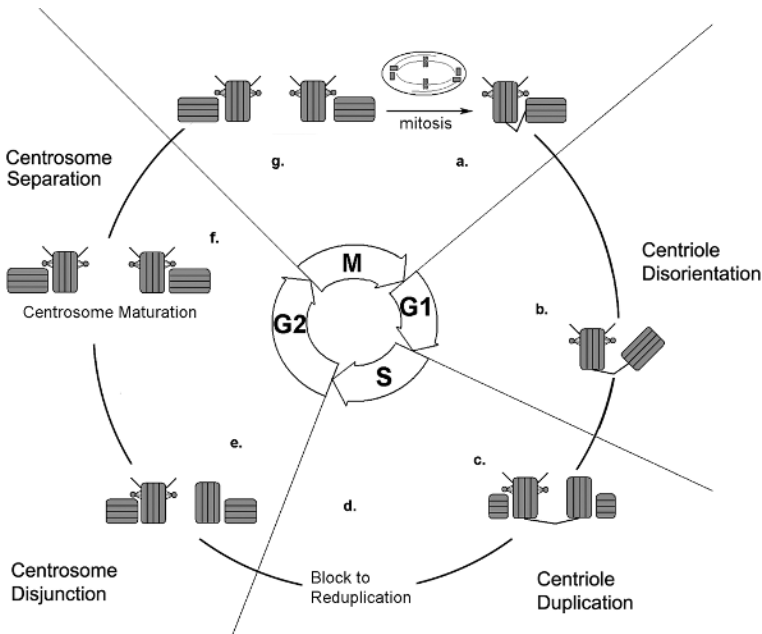 mitosis
g.
a.
Centrosome
Separation
f.
Centriole
Disorientation
M
G1
G2
S
Centrosome Maturation
b.
e.
c.
d.
Centrosome
Disjunction
Block to
Reduplication
Centriole
Duplication